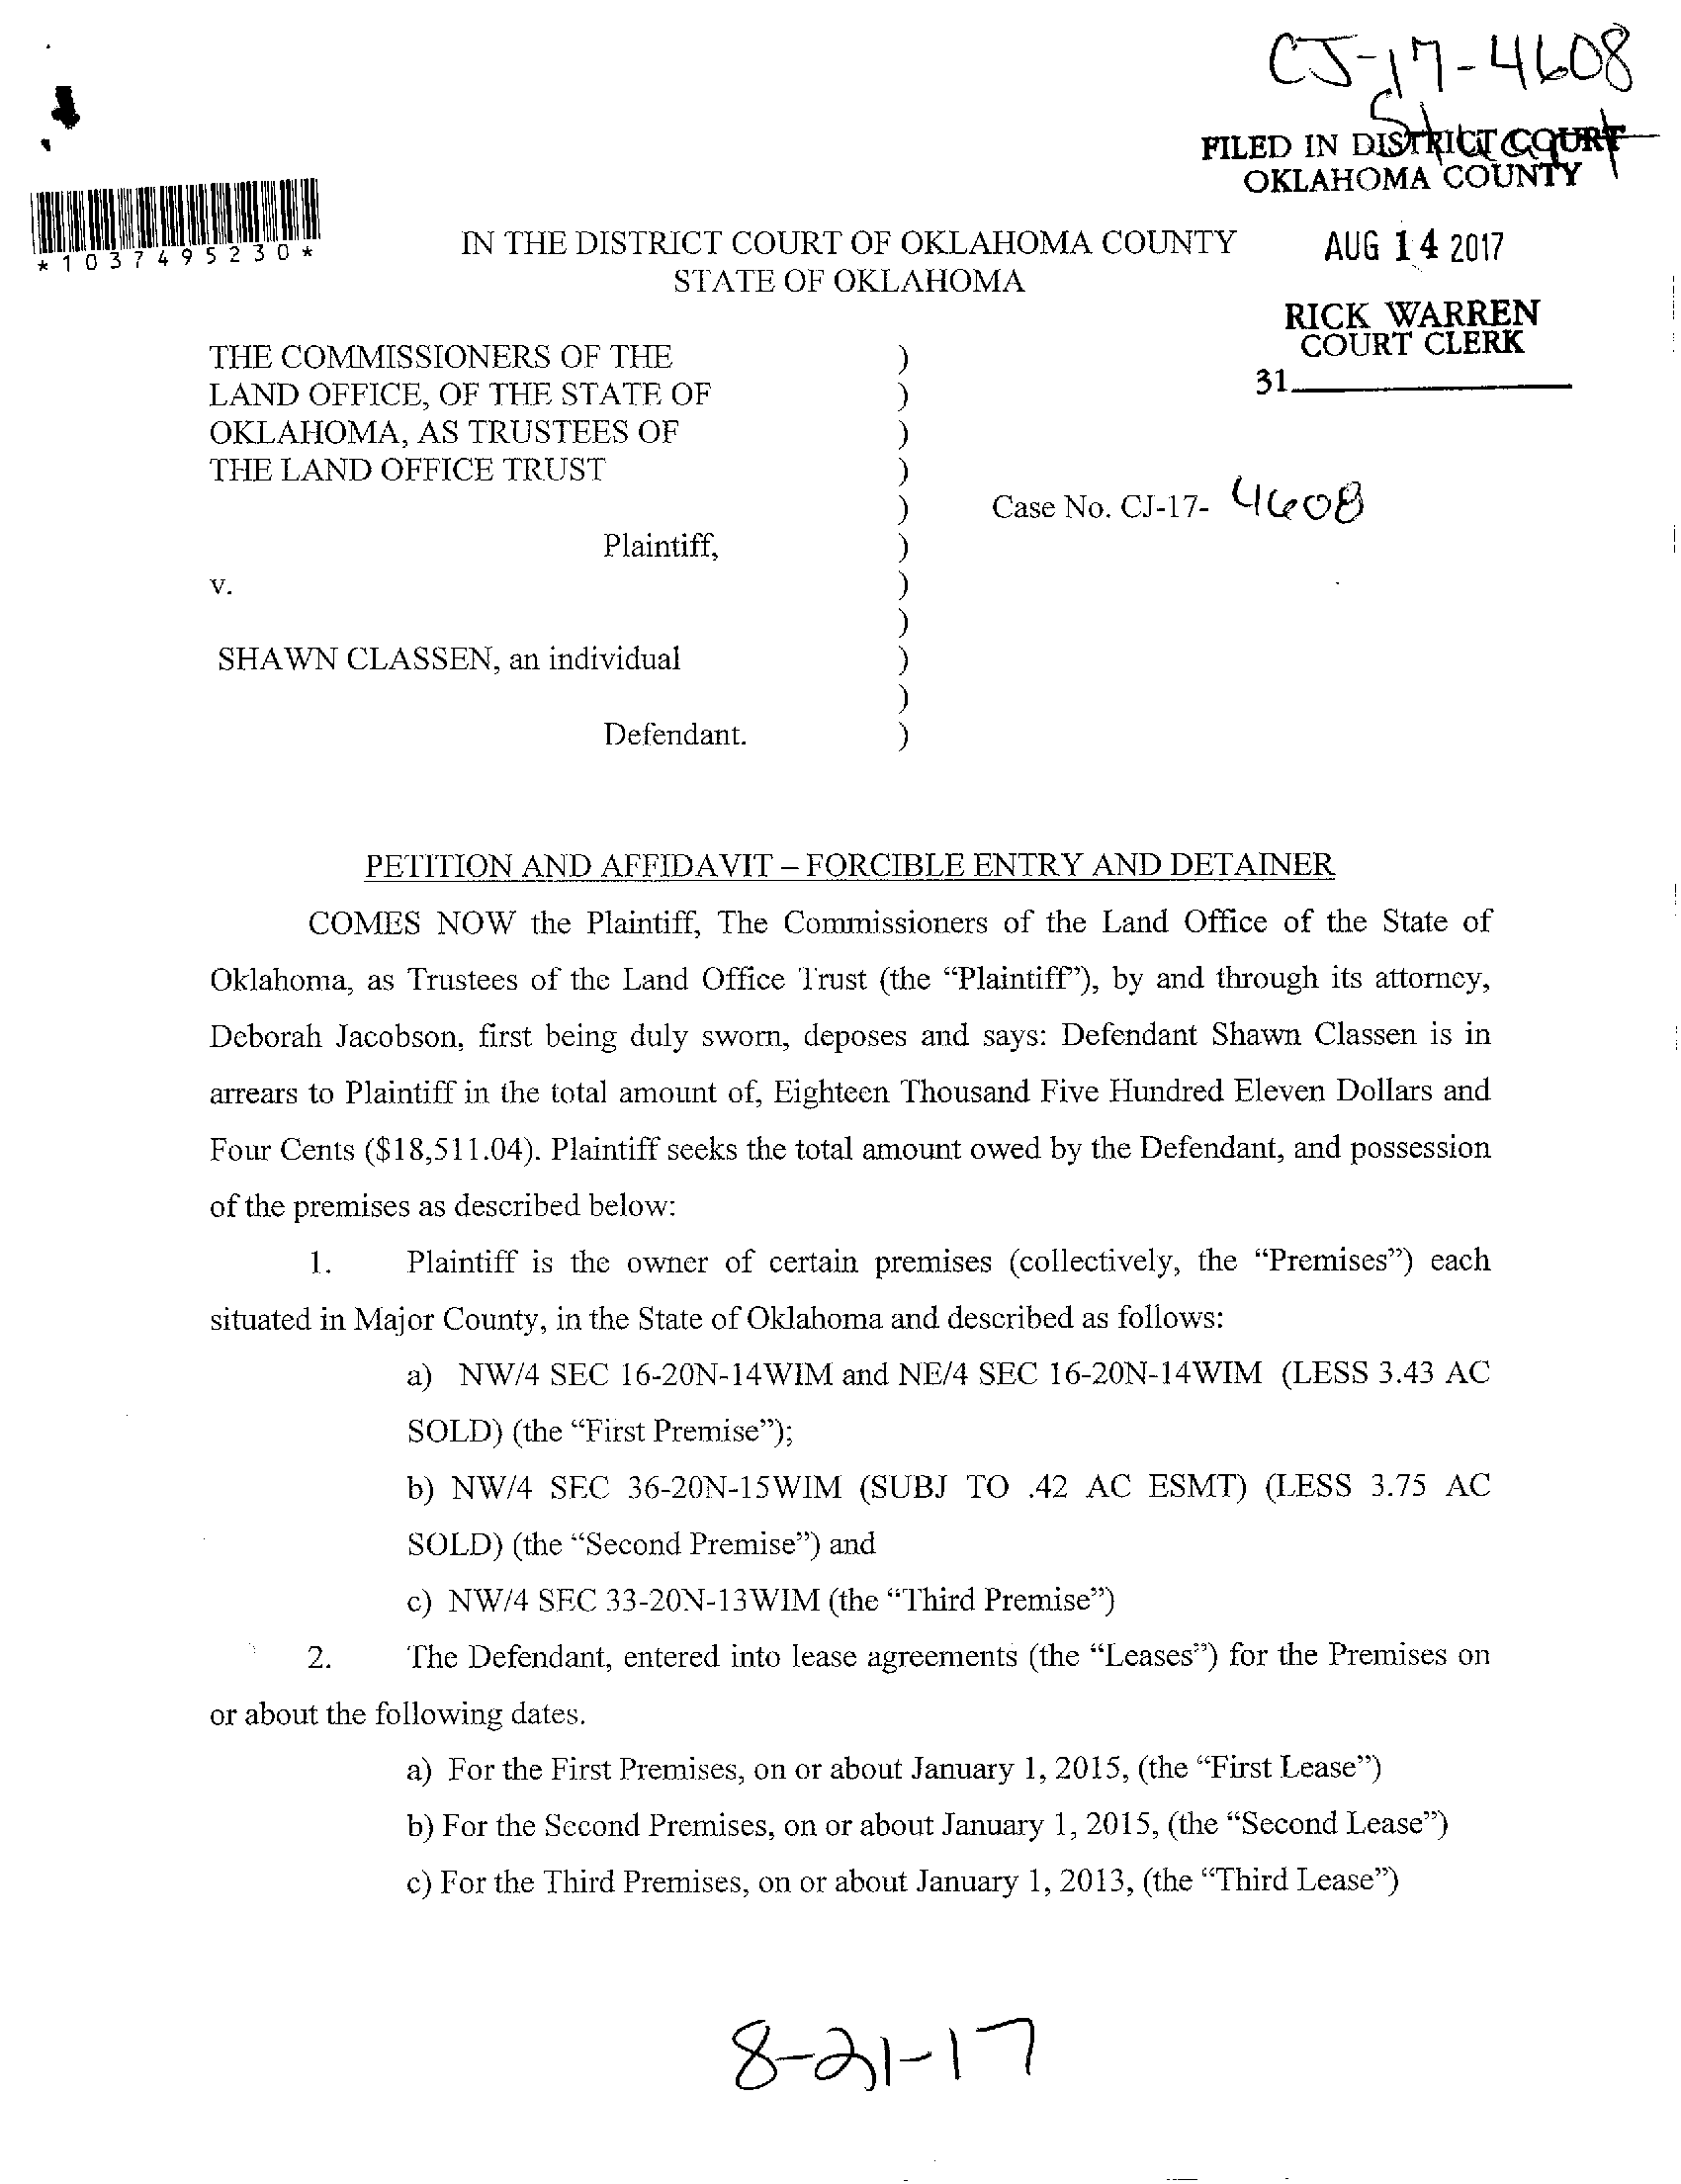 CJ-17-4608
Stuart
FILED IN DISTRICT COURT
OKLAHOMA COUNTY
*1037495230*
IN THE DISTRICT COURT OF OKLAHOMA COUNTY
AUG 14 2017
STATE OF OKLAHOMA
RICK WARREN
COURT CLERK
31
THE COMMISSIONERS OF THE )
LAND OFFICE, OF THE STATE OF )
OKLAHOMA, AS TRUSTEES OF )
THE LAND OFFICE TRUST )
) Case No. CJ-17- 4608
Plaintiff, )
v. )
)
SHAWN CLASSEN, an individual )
)
Defendant. )
PETITION AND AFFIDAVIT – FORCIBLE ENTRY AND DETAINER
COMES NOW the Plaintiff, The Commissioners of the Land Office of the State of
Oklahoma, as Trustees of the Land Office Trust (the “Plaintiff”), by and through its attorney,
Deborah Jacobson, first being duly sworn, deposes and says: Defendant Shawn Classen is in
arrears to Plaintiff in the total amount of, Eighteen Thousand Five Hundred Eleven Dollars and
Four Cents ($18,511.04). Plaintiff seeks the total amount owed by the Defendant, and possession
of the premises as described below:
1. Plaintiff is the owner of certain premises (collectively, the “Premises”) each
situated in Major County, in the State of Oklahoma and described as follows:
a) NW/4 SEC 16-20N-14WIM and NE/4 SEC 16-20N-14WIM (LESS 3.43 AC
SOLD) (the “First Premise”);
b) NW/4 SEC 36-20N-15WIM (SUBJ TO .42 AC ESMT) (LESS 3.75 AC
SOLD) (the “Second Premise”) and
c) NW/4 SEC 33-20N-13WIM (the “Third Premise”)
2. The Defendant, entered into lease agreements (the “Leases”) for the Premises on
or about the following dates.
a) For the First Premises, on or about January 1, 2015, (the “First Lease”)
b) For the Second Premises, on or about January 1, 2015, (the “Second Lease”)
c) For the Third Premises, on or about January 1, 2013, (the “Third Lease”)
8-21-17